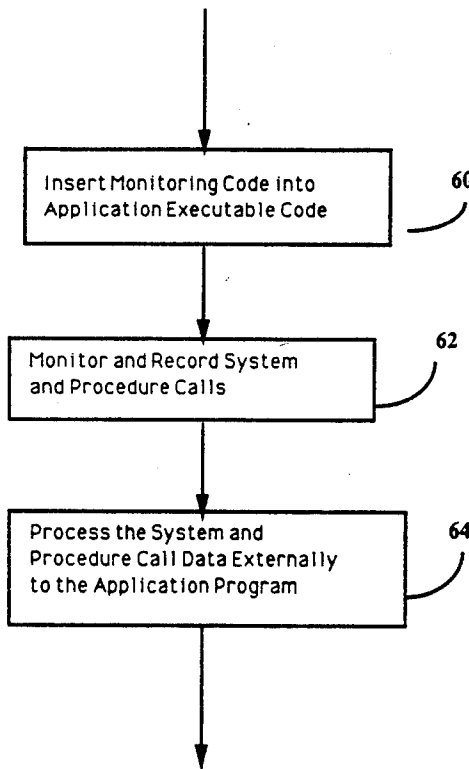 Insert Monitoring Code into
Application Executable Code
60
Monitor and Record System
and Procedure Calls
62
Process the System and
Procedure Call Data Externally
to the Application Program
64